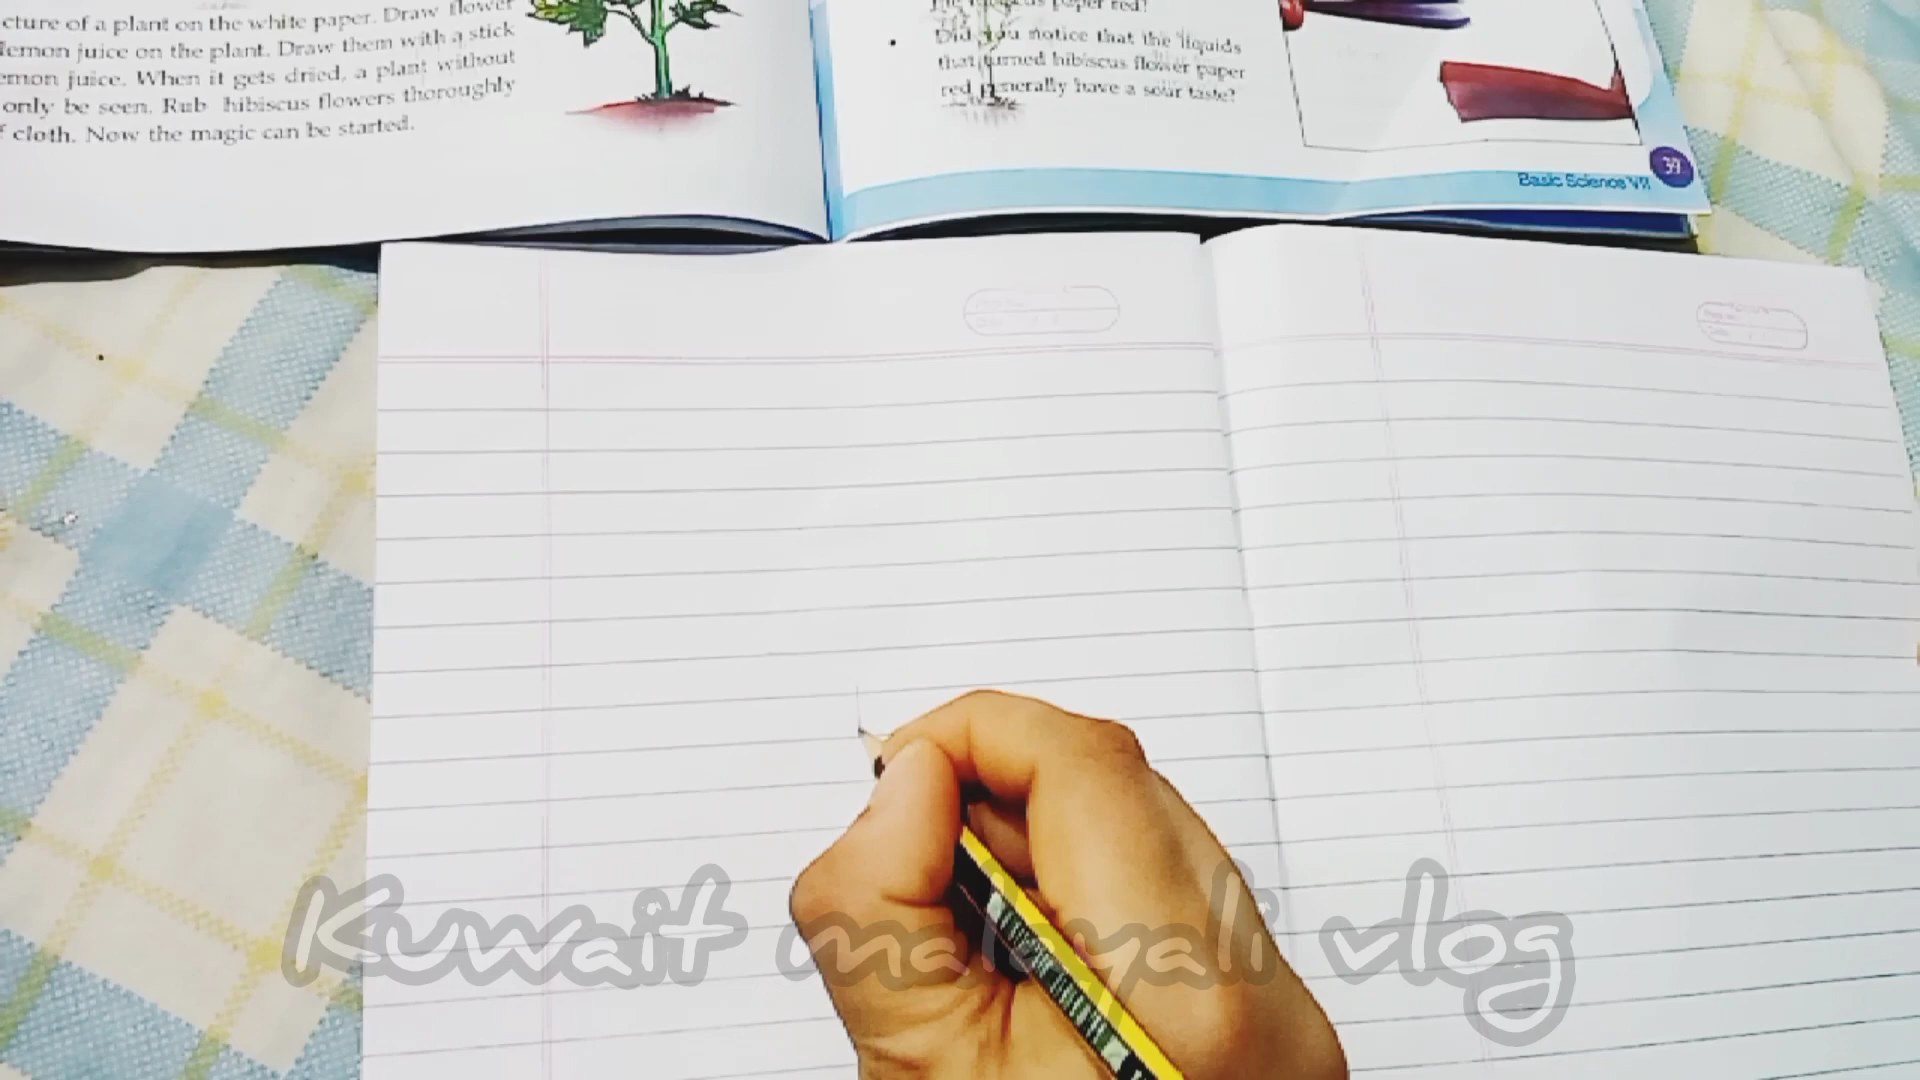 cture of a plant on the white paper. Draw flower
lemon juice on the plant. Draw them with a stick
emon juice. When it gets dried, a plant without
only be seen. Rub hibiscus flowers thoroughly
f cloth. Now the magic can be started.
paper red?
• Did you notice that the liquids
that turned hibiscus flower paper
red generally have a sour taste?
Basic Science VII
39
Kuwait malayali vlog